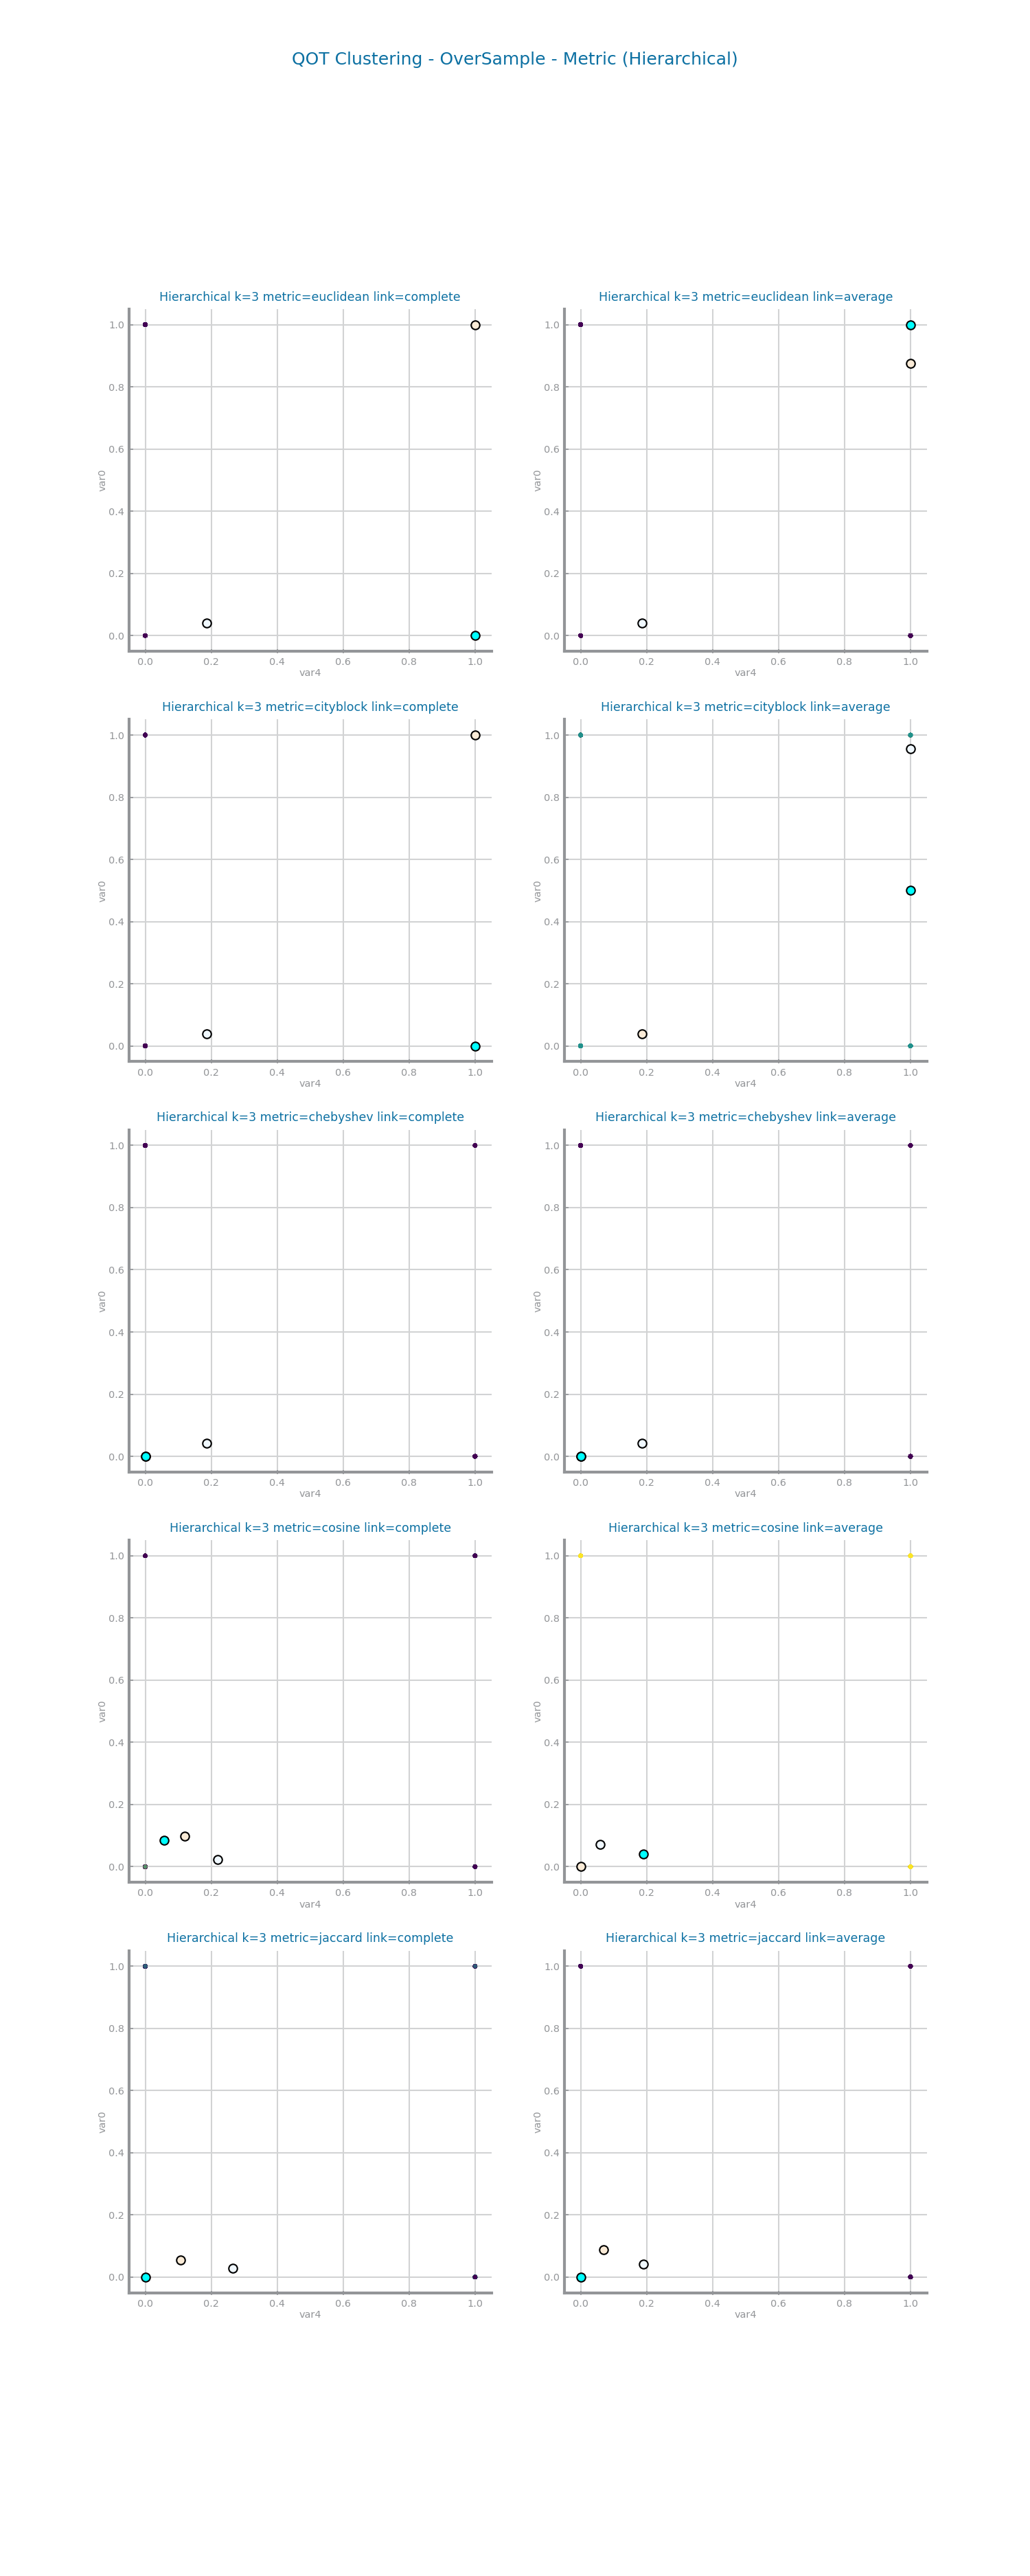 QOT Clustering - OverSample - Metric (Hierarchical)
Hierarchical k=3 metric=euclidean link=complete
1.0
0.8
0.6
0.4
0.2
0.0
var0
0.0 0.2 0.4 0.6 0.8 1.0
var4
Hierarchical k=3 metric=euclidean link=average
1.0
0.8
0.6
0.4
0.2
0.0
var0
0.0 0.2 0.4 0.6 0.8 1.0
var4
Hierarchical k=3 metric=cityblock link=complete
1.0
0.8
0.6
0.4
0.2
0.0
var0
0.0 0.2 0.4 0.6 0.8 1.0
var4
Hierarchical k=3 metric=cityblock link=average
1.0
0.8
0.6
0.4
0.2
0.0
var0
0.0 0.2 0.4 0.6 0.8 1.0
var4
Hierarchical k=3 metric=chebyshev link=complete
1.0
0.8
0.6
0.4
0.2
0.0
var0
0.0 0.2 0.4 0.6 0.8 1.0
var4
Hierarchical k=3 metric=chebyshev link=average
1.0
0.8
0.6
0.4
0.2
0.0
var0
0.0 0.2 0.4 0.6 0.8 1.0
var4
Hierarchical k=3 metric=cosine link=complete
1.0
0.8
0.6
0.4
0.2
0.0
var0
0.0 0.2 0.4 0.6 0.8 1.0
var4
Hierarchical k=3 metric=cosine link=average
1.0
0.8
0.6
0.4
0.2
0.0
var0
0.0 0.2 0.4 0.6 0.8 1.0
var4
Hierarchical k=3 metric=jaccard link=complete
1.0
0.8
0.6
0.4
0.2
0.0
var0
0.0 0.2 0.4 0.6 0.8 1.0
var4
Hierarchical k=3 metric=jaccard link=average
1.0
0.8
0.6
0.4
0.2
0.0
var0
0.0 0.2 0.4 0.6 0.8 1.0
var4